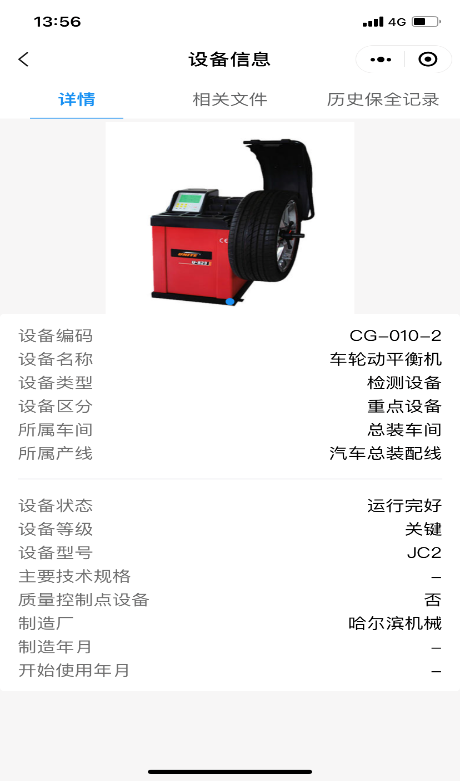 13:56
4G
设备信息
详情 相关文件 历史保全记录
设备编码 CG-010-2
设备名称 车轮动平衡机
设备类型 检测设备
设备区分 重点设备
所属车间 总装车间
所属产线 汽车总装配线
设备状态 运行完好
设备等级 关键
设备型号 JC2
主要技术规格 –
质量控制点设备 否
制造厂 哈尔滨机械
制造年月 –
开始使用年月 –